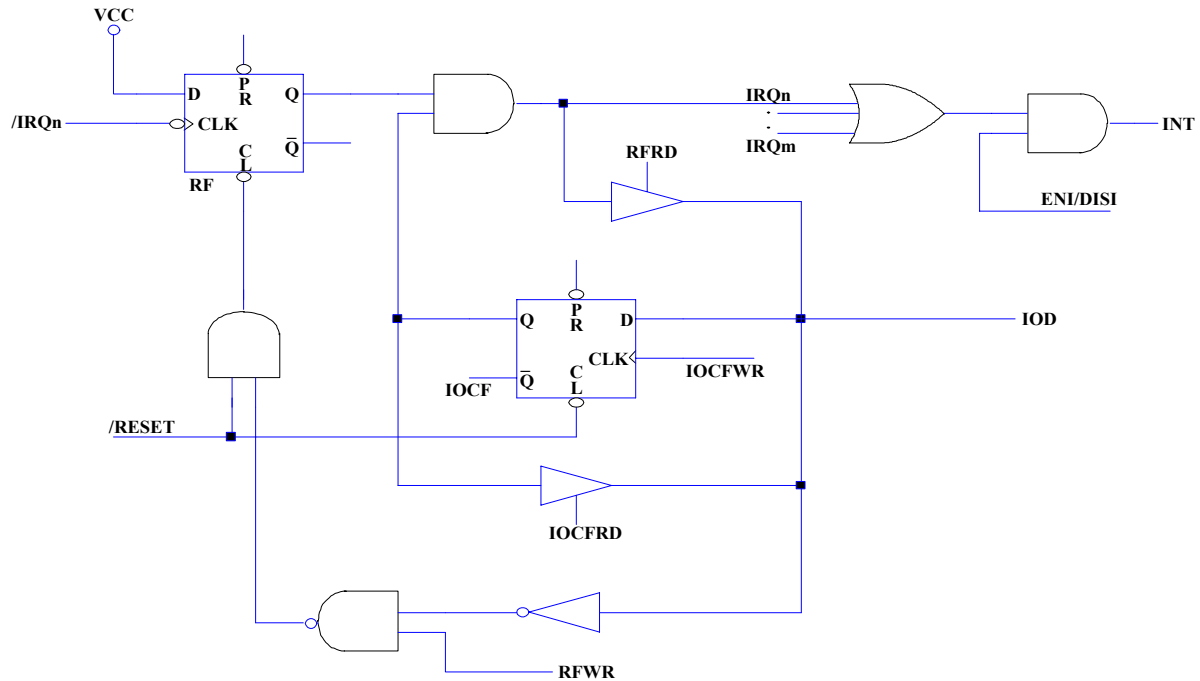 VCC
P
R
D
Q
/IRQn
CLK
Q
C
L
RF
IRQn
:
IRQm
INT
RFRD
ENI/DISI
P
R
Q
D
IOD
CLK
IOCFWR
IOCF
Q
C
L
/RESET
IOCFRD
RFWR